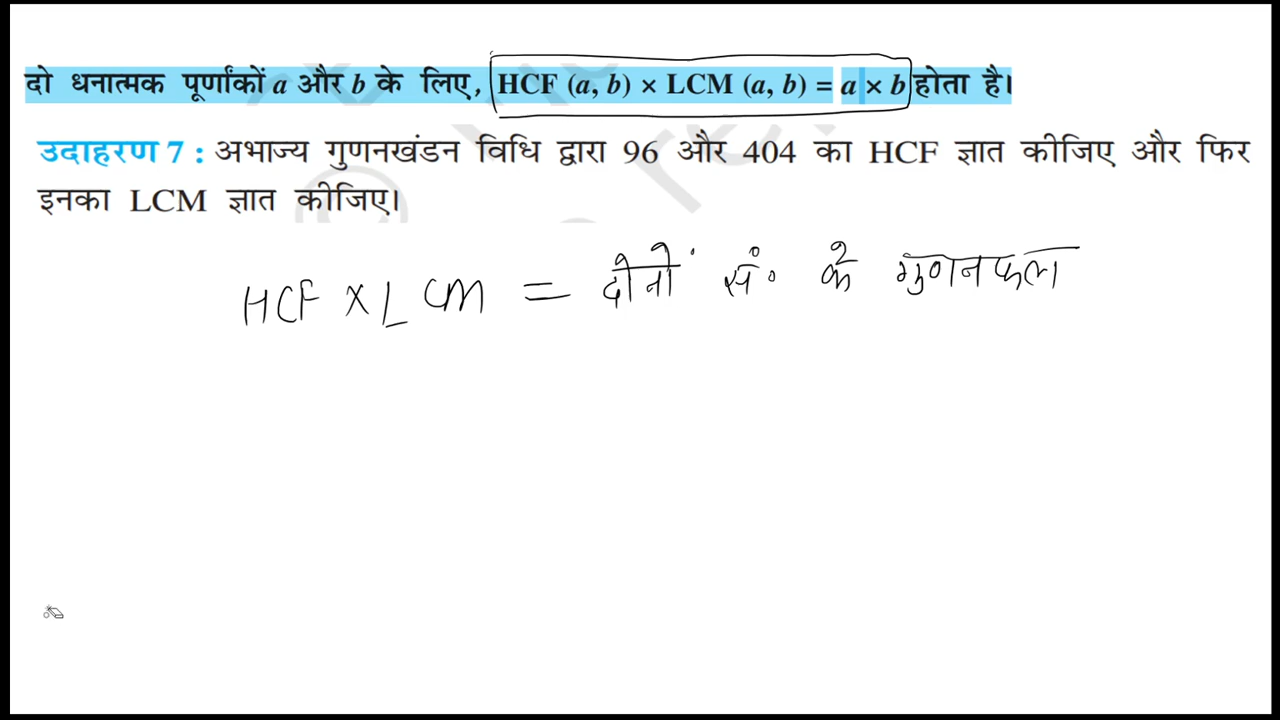 दो धनात्मक पूर्णांकों a और b के लिए, HCF (a, b) × LCM (a, b) = a × b होता है।
उदाहरण 7 : अभाज्य गुणनखंडन विधि द्वारा 96 और 404 का HCF ज्ञात कीजिए और फिर
इनका LCM ज्ञात कीजिए।
HCF X LCM = दोनों सं॰ के गुणनफल